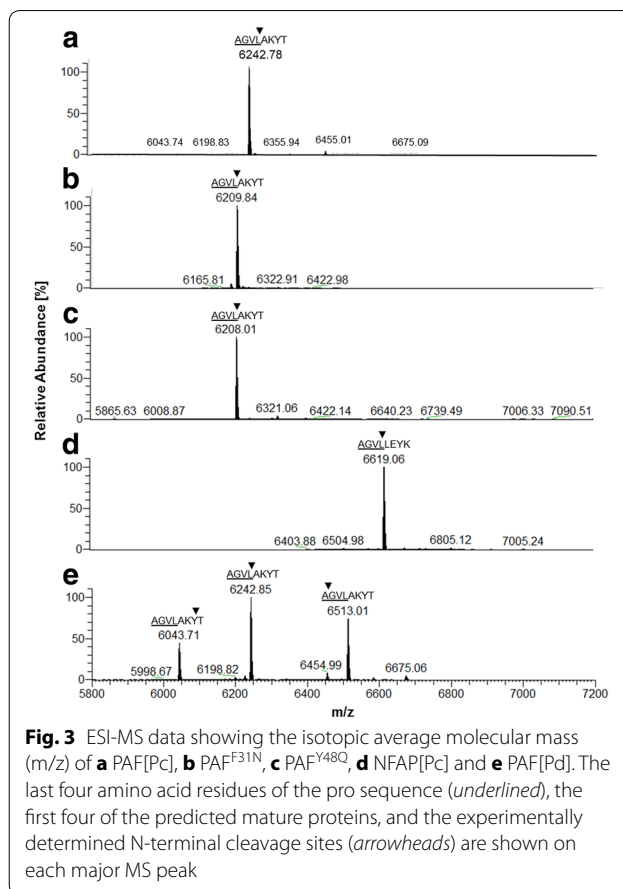 a
▼
AGVLAKYT
6242.78
100
50
0
6043.74 6198.83 6355.94 6455.01 6675.09
b
▼
AGVLAKYT
6209.84
100
50
0
6165.81 6322.91 6422.98
c
▼
AGVLAKYT
6208.01
100
50
0
5865.63 6008.87 6321.06 6422.14 6640.23 6739.49 7006.33 7090.51
d
▼
AGVLLEYK
6619.06
100
50
0
6403.88 6504.98 6805.12 7005.24
e
▼
AGVLAKYT
6043.71
▼
AGVLAKYT
6242.85
▼
AGVLAKYT
6513.01
100
50
0
5998.67 6198.82 6454.99 6675.06
5800 6000 6200 6400 6600 6800 7000 7200
m/z
Relative Abundance [%]
Fig. 3 ESI-MS data showing the isotopic average molecular mass
(m/z) of a PAF[Pc], b PAF^F31N, c PAF^Y48Q, d NFAP[Pc] and e PAF[Pd]. The
last four amino acid residues of the pro sequence (underlined), the
first four of the predicted mature proteins, and the experimentally
determined N-terminal cleavage sites (arrowheads) are shown on
each major MS peak